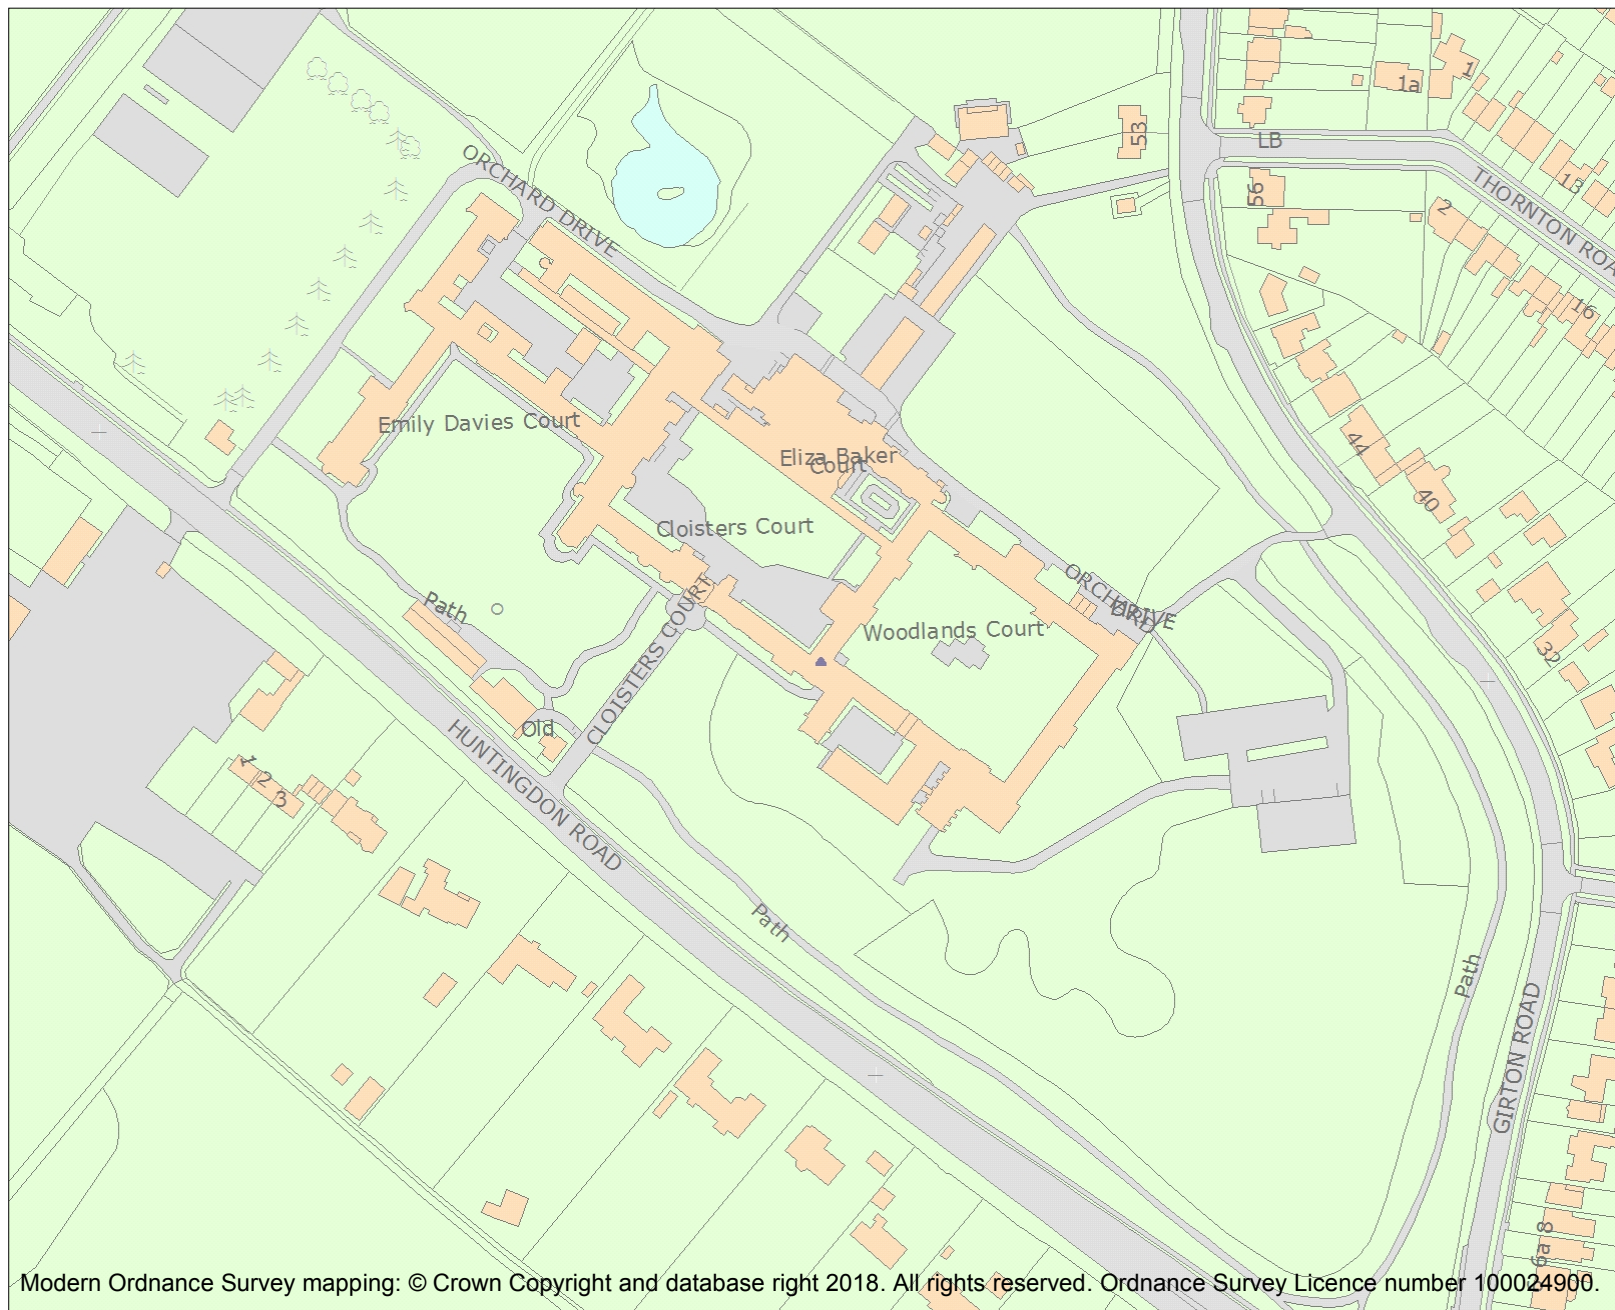 1a
1
53
LB
13
THORNTON ROA
56
2
ORCHARD DRIVE
16
Emily Davies Court
44
Eliza Baker
Court
40
Cloisters Court
ORCHARD
DRIVE
Path
Woodlands Court
32
CLOISTERS COURT
Old
HUNTINGDON ROAD
1 2 3
Path
Path
GIRTON ROAD
6a 8
Modern Ordnance Survey mapping: © Crown Copyright and database right 2018. All rights reserved. Ordnance Survey Licence number 100024900.